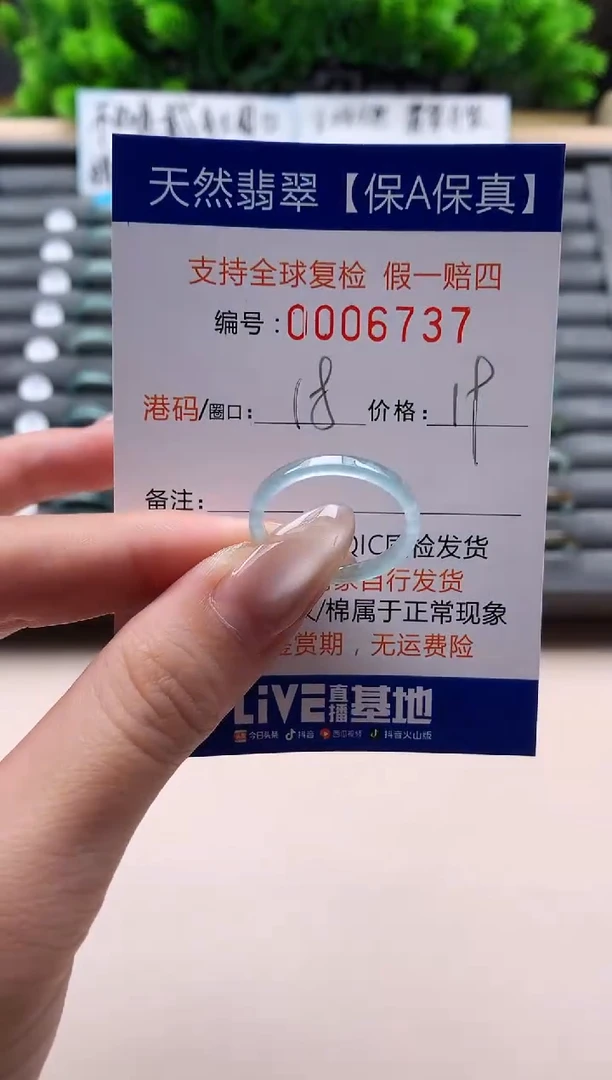 天然翡翠【保A保真】
支持全球复检 假一赔四
编号:0006737
港码/圈口: 18 价格:
备注:
QIC 检发货
自行发货
/棉属于正常现象
赏期，无运费险
LiVE直播基地
今日头条 抖音 西瓜视频 抖音火山版